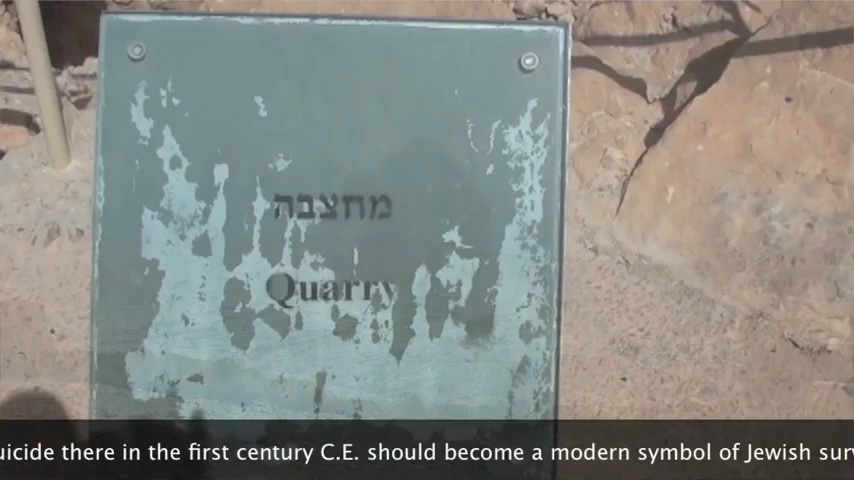 מחצבה
Quarry
there in the first century C.E. should become a modern symbol of Jewish